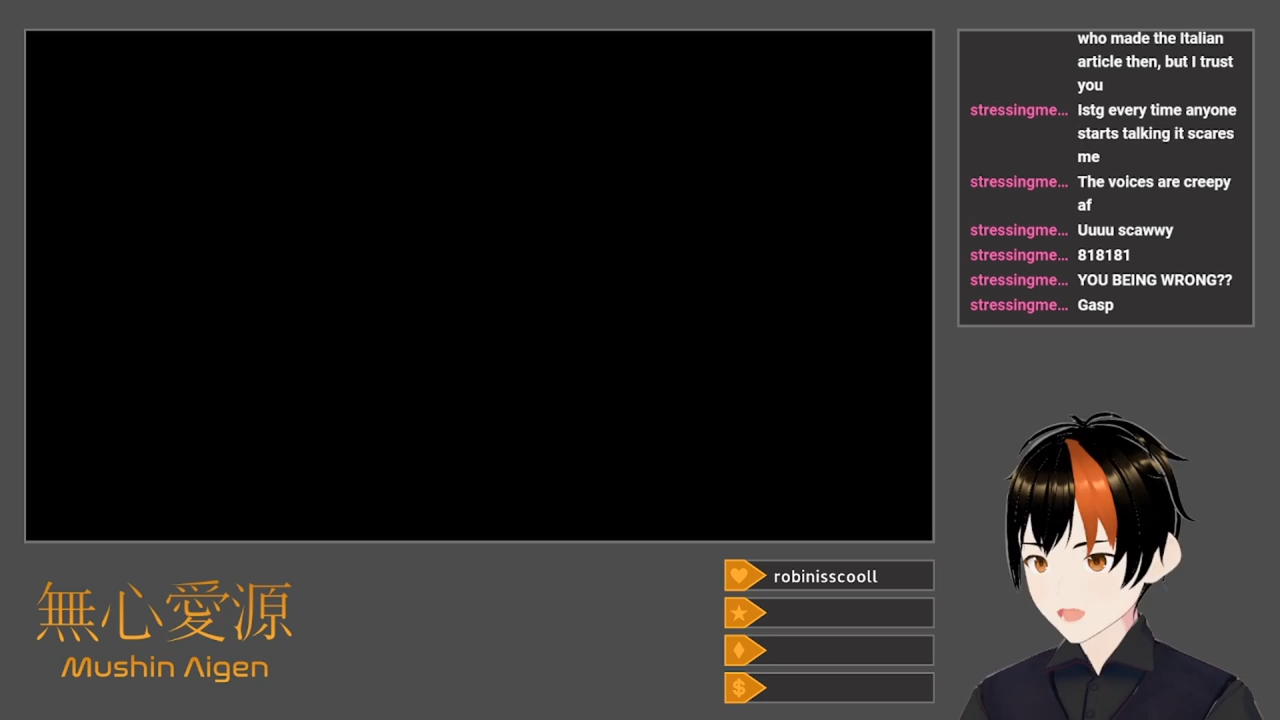 who made the Italian
article then, but I trust
you
stressingme... Istg every time anyone
starts talking it scares
me
stressingme... The voices are creepy
af
stressingme... Uuuu scawwy
stressingme... 818181
stressingme... YOU BEING WRONG??
stressingme... Gasp
robinisscooll
$
無心愛源
Mushin Aigen